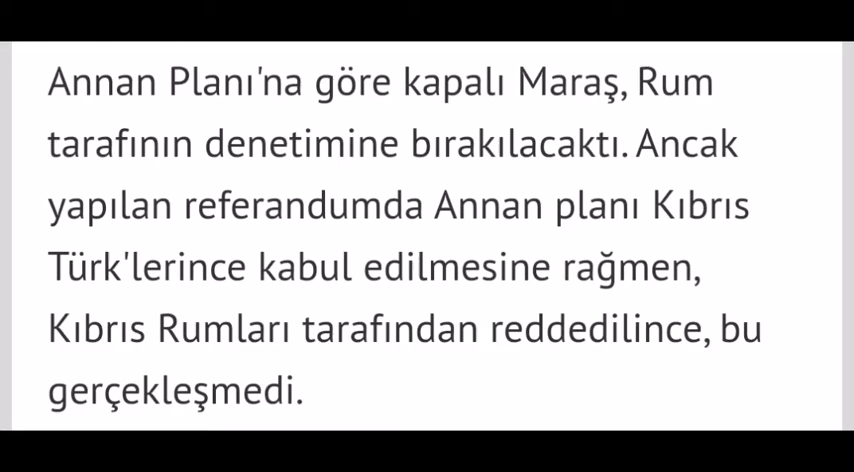 Annan Planı'na göre kapalı Maraş, Rum
tarafının denetimine bırakılacaktı. Ancak
yapılan referandumda Annan planı Kıbrıs
Türk'lerince kabul edilmesine rağmen,
Kıbrıs Rumları tarafından reddedilince, bu
gerçekleşmedi.